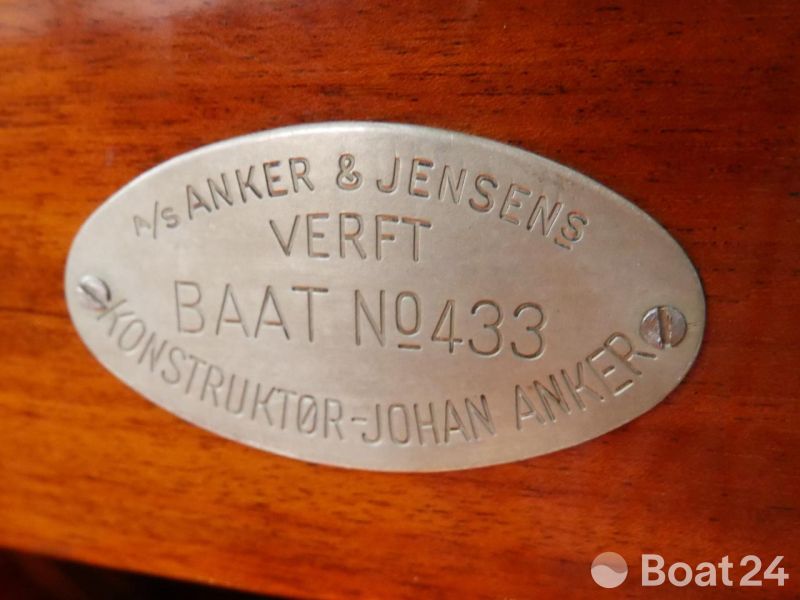 A/S ANKER & JENSENS
VERFT
BAAT Nº 433
KONSTRUKTØR-JOHAN ANKER
Boat24